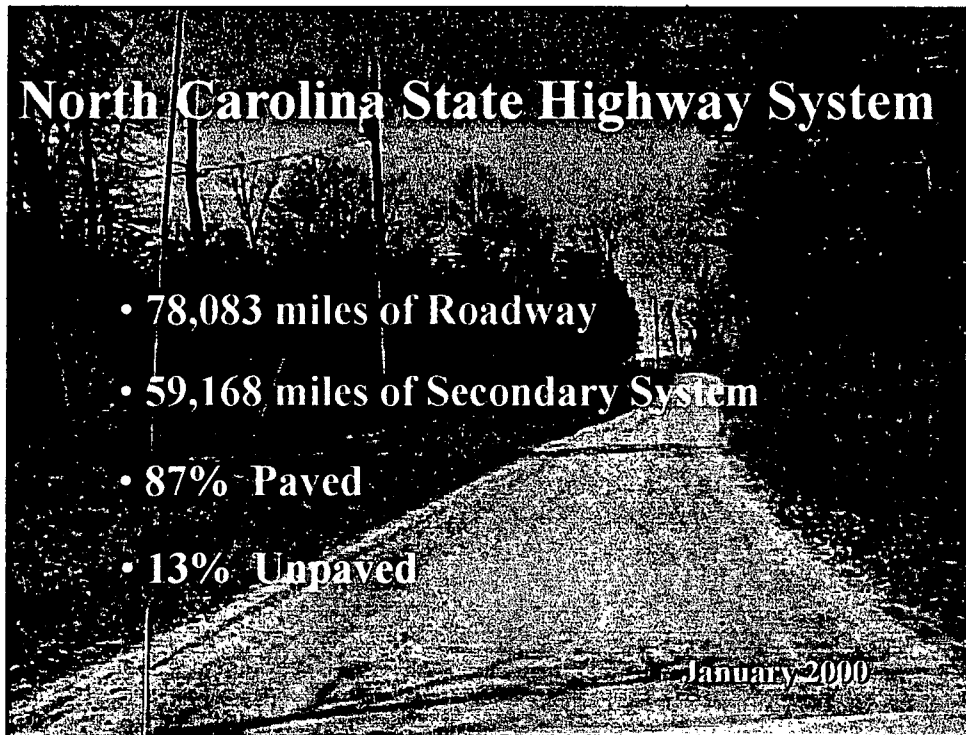 North Carolina State Highway System
• 78,083 miles of Roadway
• 59,168 miles of Secondary System
• 87% Paved
• 13% Unpaved
January 2000